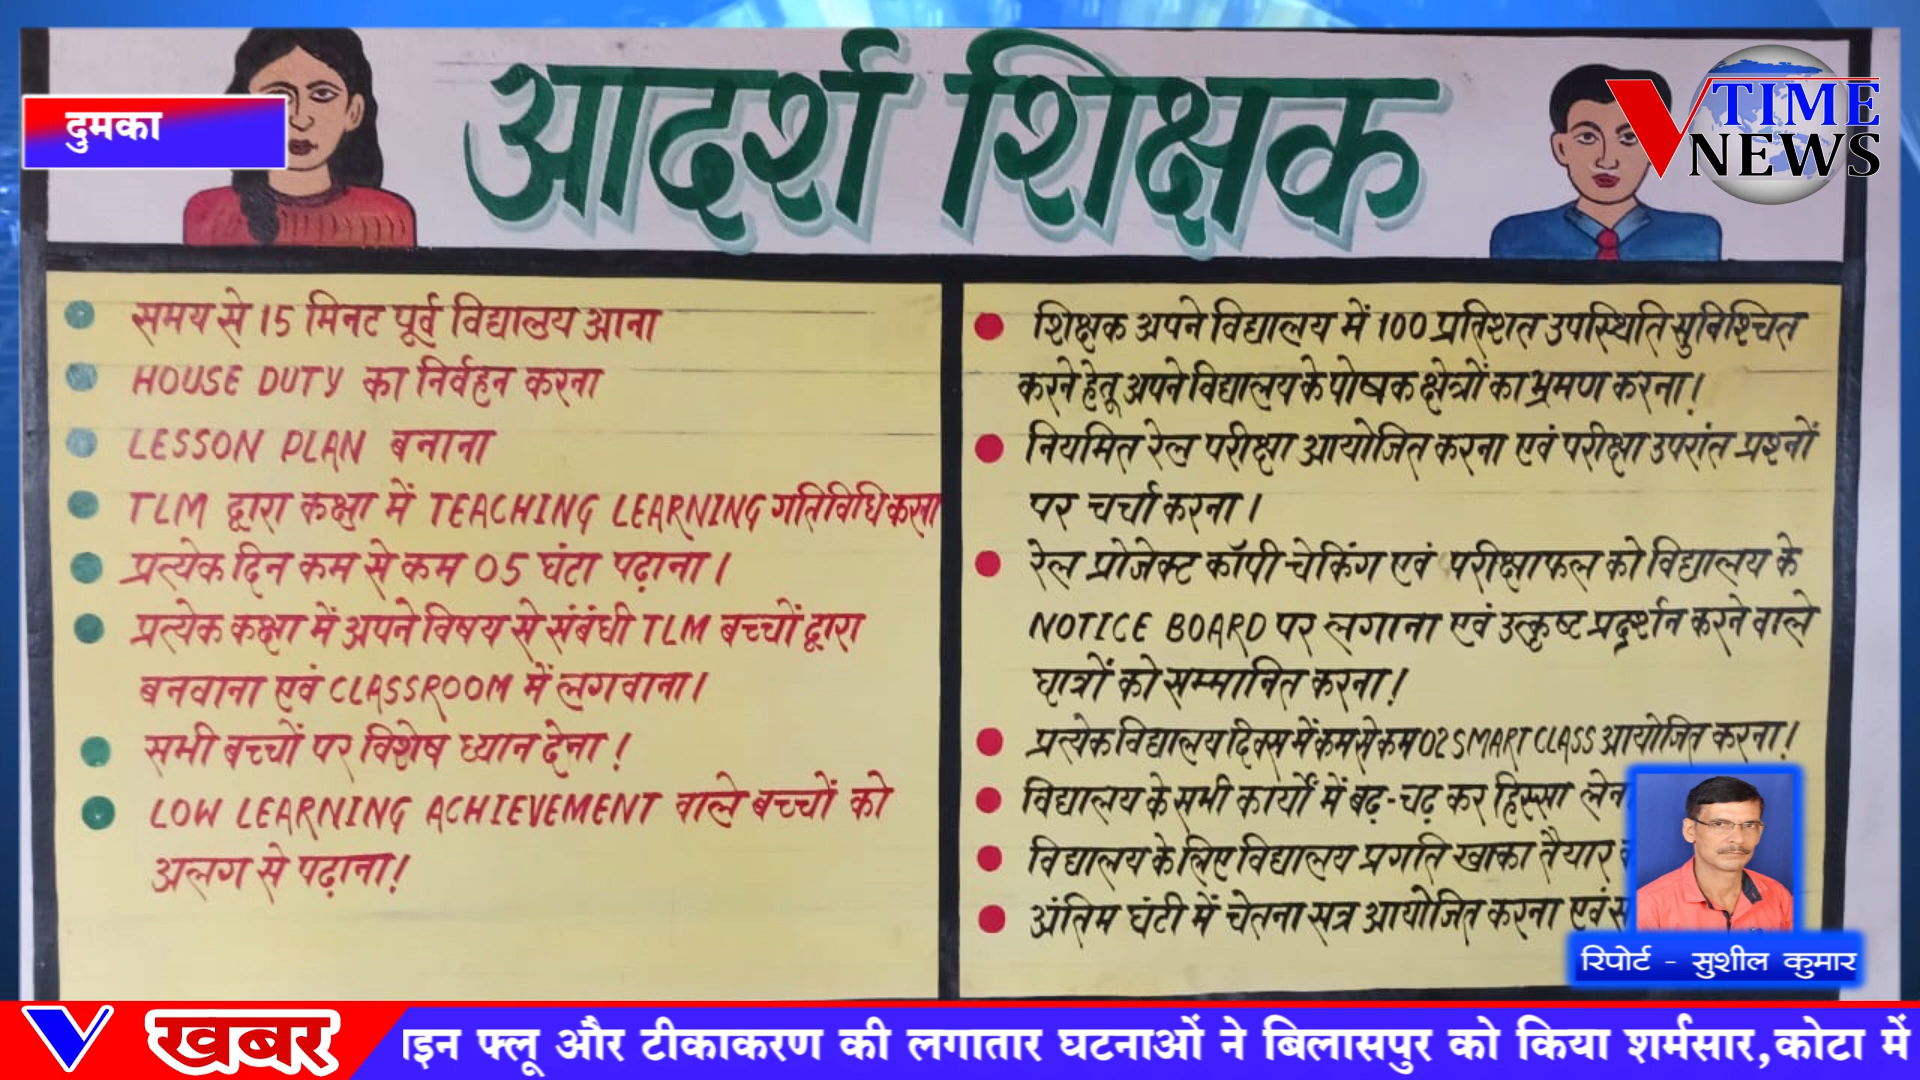 आदर्श शिक्षक
दुमका
V TIME
NEWS
समय से 15 मिनट पूर्व विद्यालय आना
HOUSE DUTY का निर्वहन करना
LESSON PLAN बनाना
TLM द्वारा कक्षा में TEACHING LEARNING गतिविधि करना
प्रत्येक दिन कम से कम 05 घंटा पढ़ाना।
प्रत्येक कक्षा में अपने विषय से संबंधी TLM बच्चों द्वारा
बनवाना एवं CLASSROOM में लगवाना।
सभी बच्चों पर विशेष ध्यान देना!
LOW LEARNING ACHIEVEMENT वाले बच्चों को
अलग से पढ़ाना!
शिक्षक अपने विद्यालय में 100 प्रतिशत उपस्थिति सुनिश्चित
करने हेतू अपने विद्यालय के पोषक क्षेत्रों का भ्रमण करना।
नियमित रेल परीक्षा आयोजित करना एवं परीक्षा उपरांत प्रश्नों
पर चर्चा करना।
रेल प्रोजेक्ट कॉपी चेकिंग एवं परीक्षाफल को विद्यालय के
NOTICE BOARD पर लगाना एवं उत्कृष्ट प्रदर्शन करने वाले
छात्रों को सम्मानित करना!
प्रत्येक विद्यालय दिवस में कम से कम 02 SMART CLASS आयोजित करना!
विद्यालय के सभी कार्यों में बढ़-चढ़ कर हिस्सा
विद्यालय के लिए विद्यालय प्रगति खाका तैयार
अंतिम घंटी में चेतना सत्र आयोजित करना एवं
रिपोर्ट - सुशील कुमार
V खबर
इन फ्लू और टीकाकरण की लगातार घटनाओं ने बिलासपुर को किया शर्मसार,कोटा में